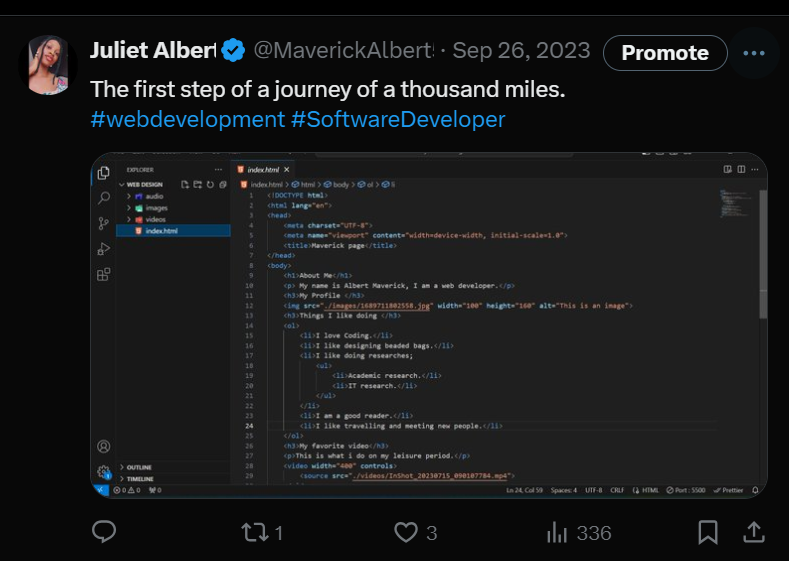 Juliet Albert @MaverickAlbert · Sep 26, 2023 Promote
The first step of a journey of a thousand miles.
#webdevelopment #SoftwareDeveloper
EXPLORER
WEB DESIGN
audio
images
videos
index.html
index.html
index.html > html > body > ol > li
1 <!DOCTYPE html>
2 <html lang="en">
3 <head>
4 <meta charset="UTF-8">
5 <meta name="viewport" content="width=device-width, initial-scale=1.0">
6 <title>Maverick page</title>
7 </head>
8 <body>
9 <h1>About Me</h1>
10 <p> My name is Albert Maverick, I am a web developer.</p>
11 <h3>My Profile </h3>
12 <img src="./images/1689711802558.jpg" width="100" height="160" alt="This is an image">
13 <h3>Things I like doing </h3>
14 <ol>
15 <li>I love Coding.</li>
16 <li>I like designing beaded bags.</li>
17 <li>I like doing researches;
18 <ul>
19 <li>Academic research.</li>
20 <li>IT research.</li>
21 </ul>
22 </li>
23 <li>I am a good reader.</li>
24 <li>I like travelling and meeting new people.</li>
25 </ol>
26 <h3>My favorite video</h3>
27 <p>This is what i do on my leisure period.</p>
28 <video width="400" controls>
29 <source src="./videos/InShot_20230715_090107784.mp4">
OUTLINE
TIMELINE
0 0 0 Ln 24, Col 59 Spaces: 4 UTF-8 CRLF HTML Port : 5500 Prettier
1 3 336